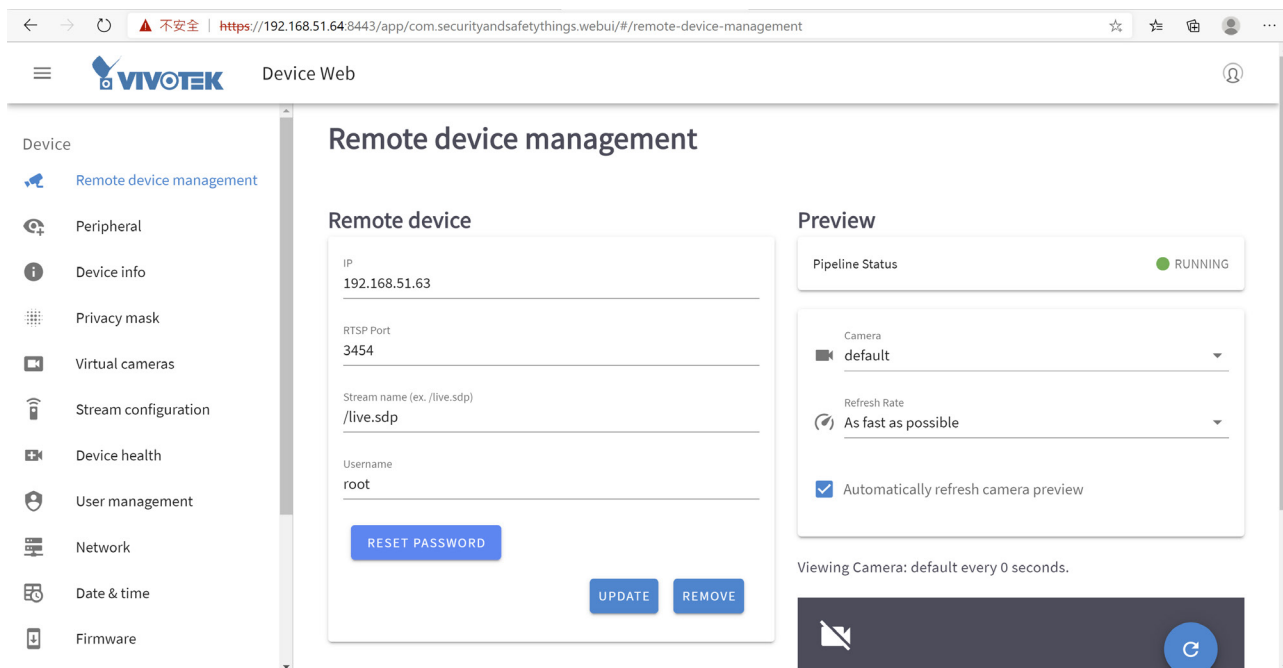 不安全 | https://192.168.51.64:8443/app/com.securityandsafetythings.webui/#/remote-device-management
VIVOTEK
Device Web
Device
Remote device management
Peripheral
Device info
Privacy mask
Virtual cameras
Stream configuration
Device health
User management
Network
Date & time
Firmware
Remote device management
Remote device
IP
192.168.51.63
RTSP Port
3454
Stream name (ex. /live.sdp)
/live.sdp
Username
root
RESET PASSWORD
UPDATE REMOVE
Preview
Pipeline Status RUNNING
Camera
default
Refresh Rate
As fast as possible
Automatically refresh camera preview
Viewing Camera: default every 0 seconds.